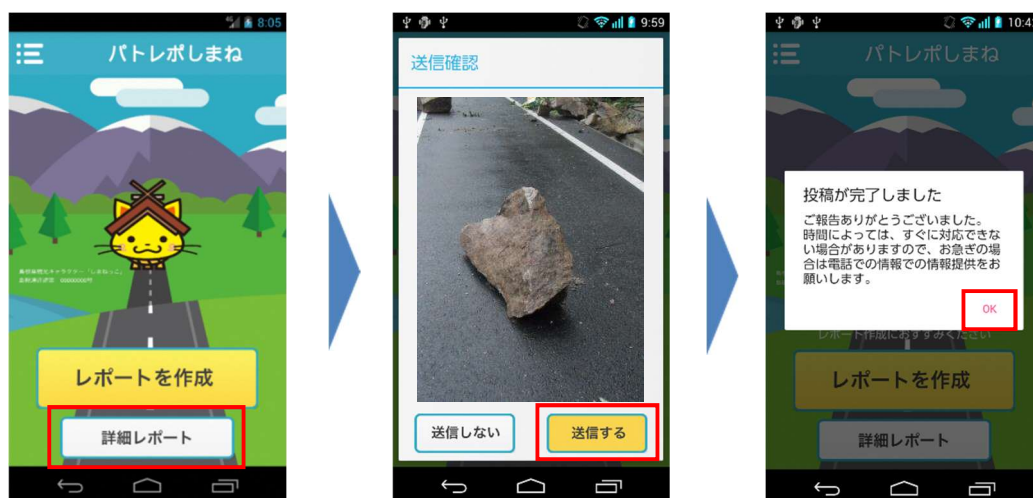 8:05
パトレポしまね
島根県観光キャラクター「しまねっこ」
レポートを作成
詳細レポート
9:59
送信確認
送信しない
送信する
10:4
パトレポしまね
投稿が完了しました
ご報告ありがとうございました。
時間によっては、すぐに対応できな
い場合がありますので、お急ぎの場
合は電話での情報での情報提供をお
願いします。
OK
レポート作成におすすみください
レポートを作成
詳細レポート